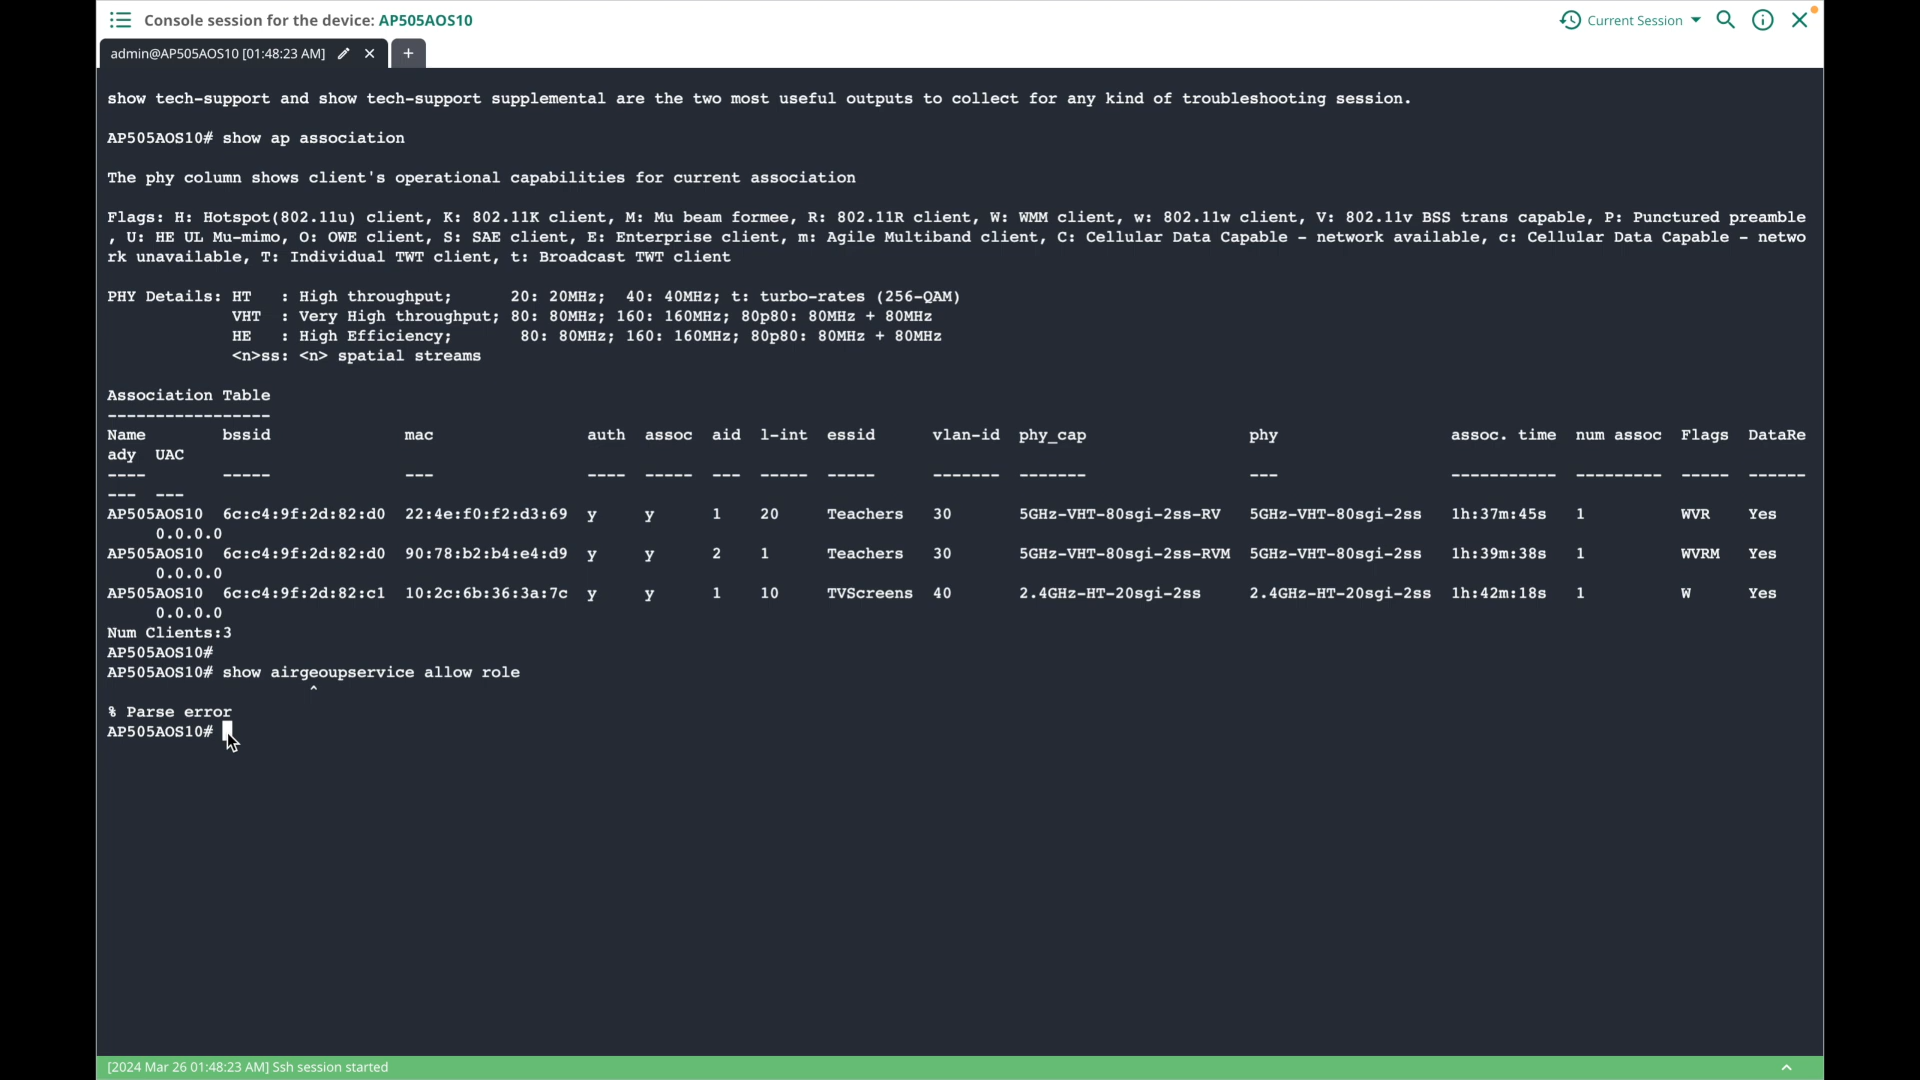 Console session for the device: AP505AOS10
Current Session
admin@AP505AOS10 [01:48:23 AM]
+
show tech-support and show tech-support supplemental are the two most useful outputs to collect for any kind of troubleshooting session.
AP505AOS10# show ap association
The phy column shows client's operational capabilities for current association
Flags: H: Hotspot(802.11u) client, K: 802.11K client, M: Mu beam formee, R: 802.11R client, W: WMM client, w: 802.11w client, V: 802.11v BSS trans capable, P: Punctured preamble
, U: HE UL Mu-mimo, O: OWE client, S: SAE client, E: Enterprise client, m: Agile Multiband client, C: Cellular Data Capable - network available, c: Cellular Data Capable - netwo
rk unavailable, T: Individual TWT client, t: Broadcast TWT client
PHY Details: HT   : High throughput;      20: 20MHz;  40: 40MHz; t: turbo-rates (256-QAM)
             VHT  : Very High throughput; 80: 80MHz; 160: 160MHz; 80p80: 80MHz + 80MHz
             HE   : High Efficiency;       80: 80MHz; 160: 160MHz; 80p80: 80MHz + 80MHz
             <n>ss: <n> spatial streams
Association Table
-----------------
Name        bssid              mac                auth  assoc  aid  l-int  essid      vlan-id  phy_cap                 phy                  assoc. time  num assoc  Flags  DataRe
ady  UAC
----        -----              ---                ----  -----  ---  -----  -----      -------  -------                 ---                  -----------  ---------  -----  ------
---  ---
AP505AOS10  6c:c4:9f:2d:82:d0  22:4e:f0:f2:d3:69  y     y      1    20     Teachers   30       5GHz-VHT-80sgi-2ss-RV   5GHz-VHT-80sgi-2ss   1h:37m:45s   1          WVR    Yes
     0.0.0.0
AP505AOS10  6c:c4:9f:2d:82:d0  90:78:b2:b4:e4:d9  y     y      2    1      Teachers   30       5GHz-VHT-80sgi-2ss-RVM  5GHz-VHT-80sgi-2ss   1h:39m:38s   1          WVRM   Yes
     0.0.0.0
AP505AOS10  6c:c4:9f:2d:82:c1  10:2c:6b:36:3a:7c  y     y      1    10     TVScreens  40       2.4GHz-HT-20sgi-2ss     2.4GHz-HT-20sgi-2ss  1h:42m:18s   1          W      Yes
     0.0.0.0
Num Clients:3
AP505AOS10#
AP505AOS10# show airgeoupservice allow role
                     ^
% Parse error
AP505AOS10#
[2024 Mar 26 01:48:23 AM] Ssh session started